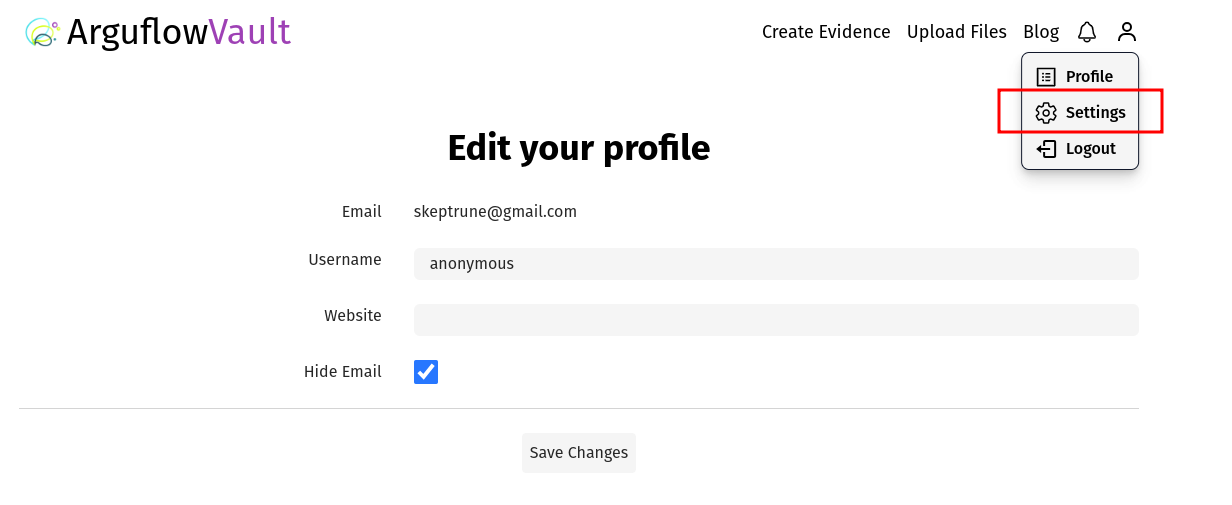 ArguflowVault
Create Evidence Upload Files Blog
Profile
Settings
Logout
Edit your profile
Email skeptrune@gmail.com
Username anonymous
Website
Hide Email
Save Changes